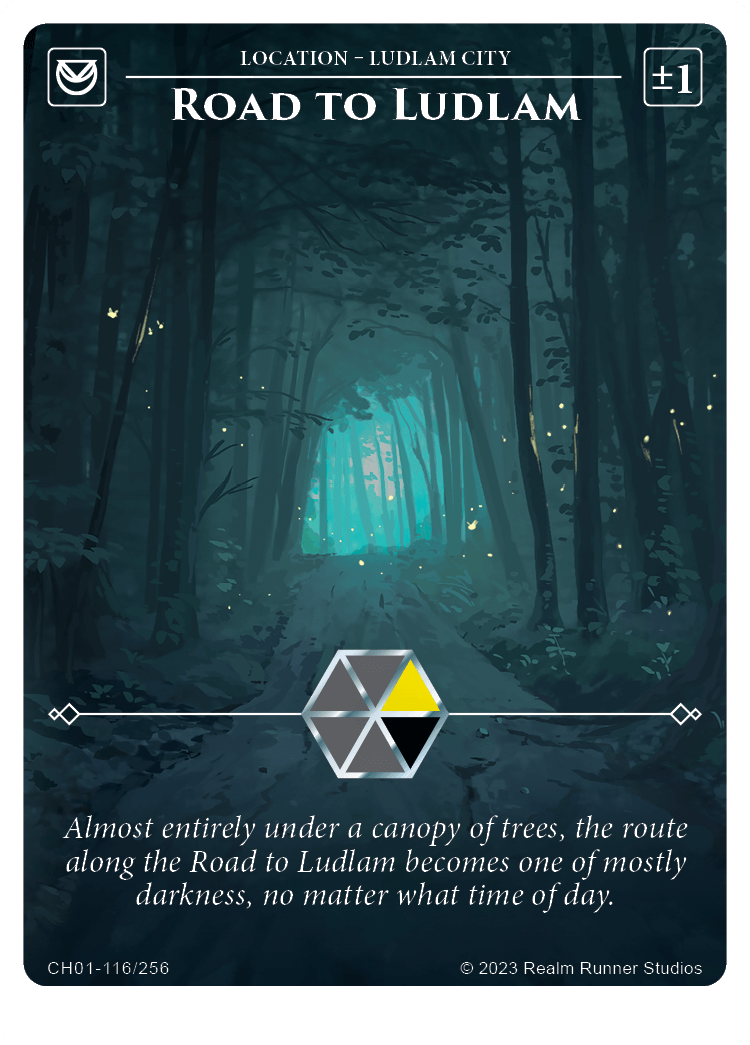 LOCATION – LUDLAM CITY
±1
ROAD TO LUDLAM
Almost entirely under a canopy of trees, the route
along the Road to Ludlam becomes one of mostly
darkness, no matter what time of day.
CH01-116/256
© 2023 Realm Runner Studios